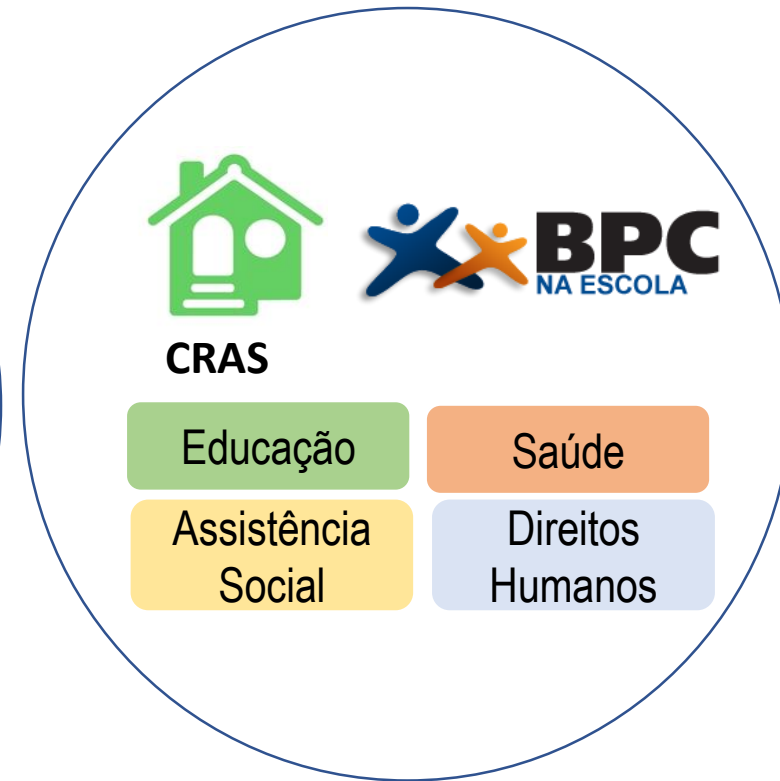 BPC
NA ESCOLA
CRAS
Educação
Saúde
Assistência
Social
Direitos
Humanos